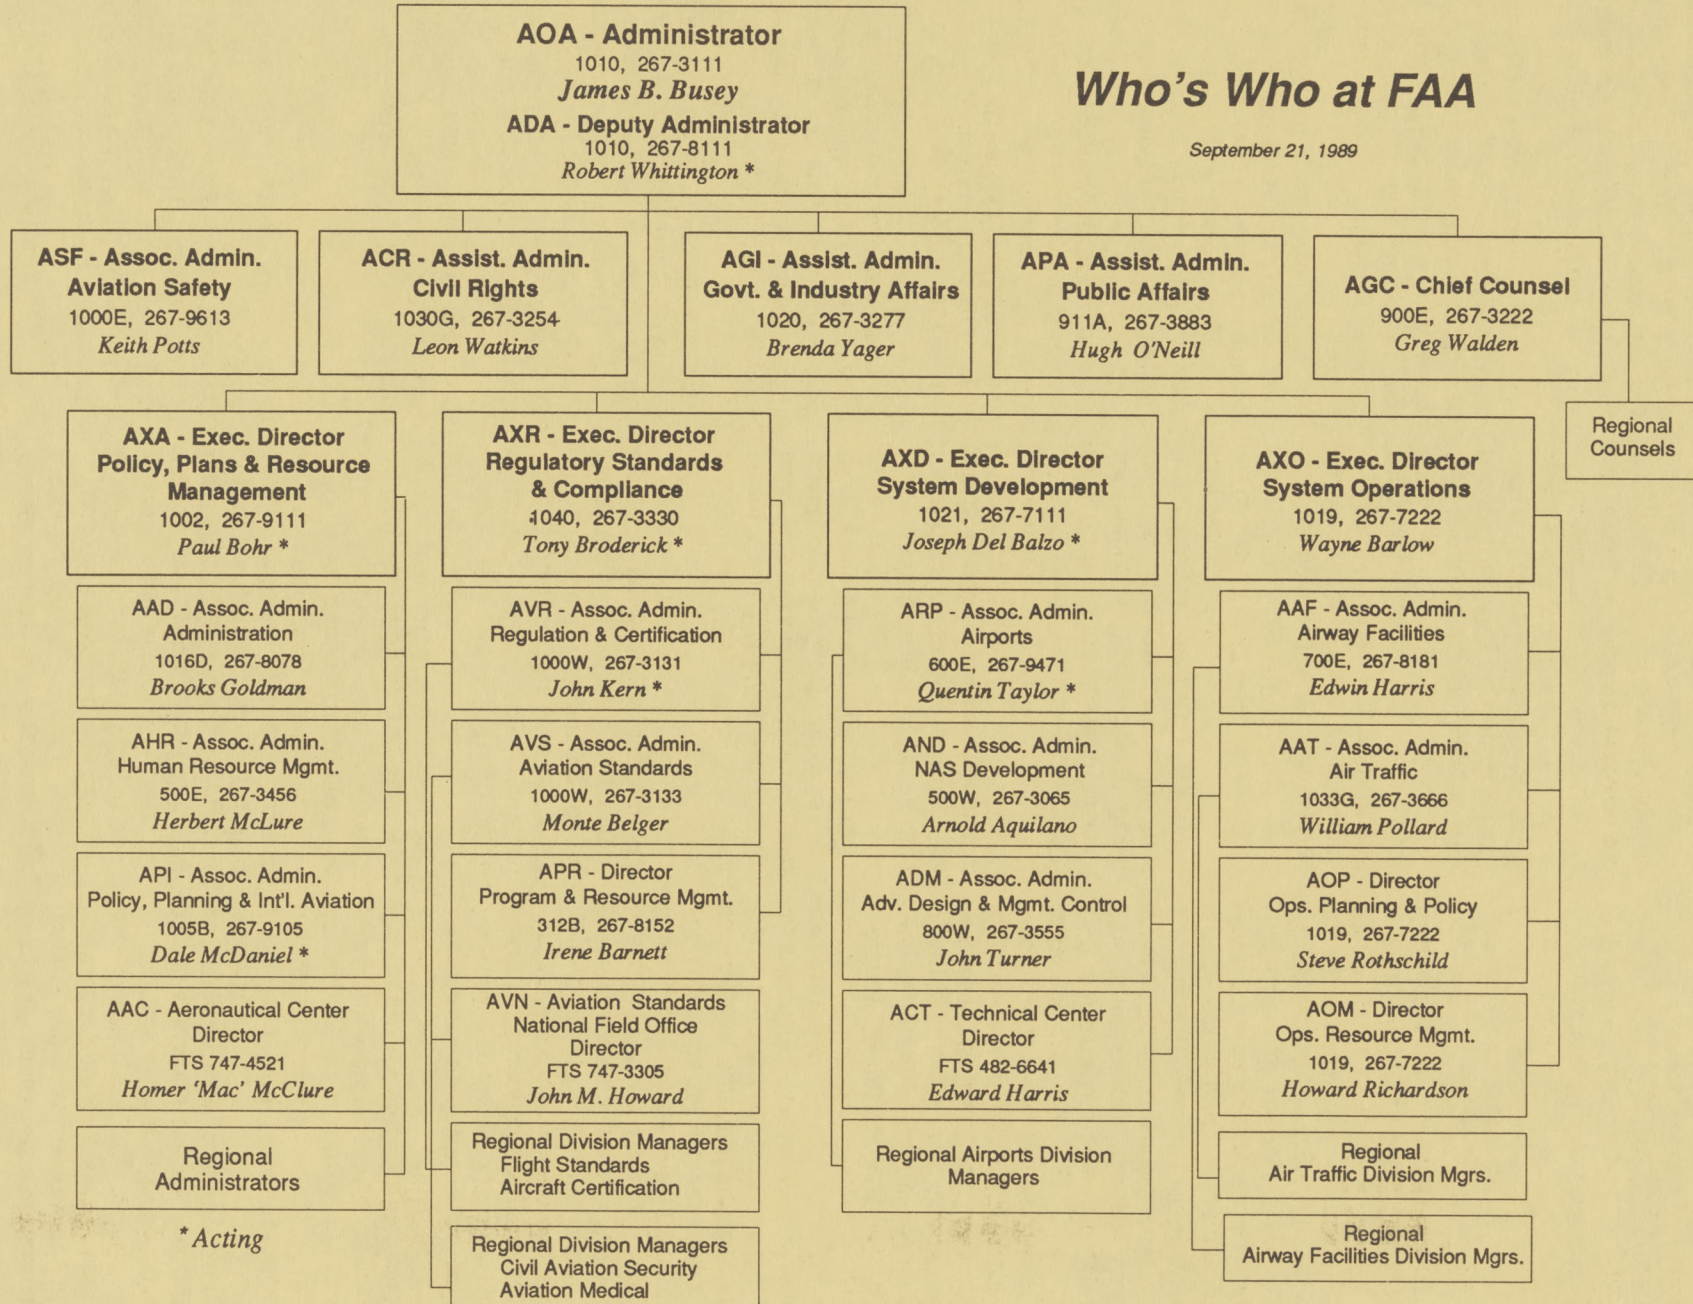 AOA - Administrator
1010, 267-3111
James B. Busey
ADA - Deputy Administrator
1010, 267-8111
Robert Whittington *
Who's Who at FAA
September 21, 1989
ASF - Assoc. Admin.
Aviation Safety
1000E, 267-9613
Keith Potts
ACR - Assist. Admin.
Civil Rights
1030G, 267-3254
Leon Watkins
AGI - Assist. Admin.
Govt. & Industry Affairs
1020, 267-3277
Brenda Yager
APA - Assist. Admin.
Public Affairs
911A, 267-3883
Hugh O'Neill
AGC - Chief Counsel
900E, 267-3222
Greg Walden
Regional
Counsels
AXA - Exec. Director
Policy, Plans & Resource
Management
1002, 267-9111
Paul Bohr *
AAD - Assoc. Admin.
Administration
1016D, 267-8078
Brooks Goldman
AHR - Assoc. Admin.
Human Resource Mgmt.
500E, 267-3456
Herbert McLure
API - Assoc. Admin.
Policy, Planning & Int'l. Aviation
1005B, 267-9105
Dale McDaniel *
AAC - Aeronautical Center
Director
FTS 747-4521
Homer ‘Mac’ McClure
Regional
Administrators
* Acting
AXR - Exec. Director
Regulatory Standards
& Compliance
1040, 267-3330
Tony Broderick *
AVR - Assoc. Admin.
Regulation & Certification
1000W, 267-3131
John Kern *
AVS - Assoc. Admin.
Aviation Standards
1000W, 267-3133
Monte Belger
APR - Director
Program & Resource Mgmt.
312B, 267-8152
Irene Barnett
AVN - Aviation Standards
National Field Office
Director
FTS 747-3305
John M. Howard
Regional Division Managers
Flight Standards
Aircraft Certification
Regional Division Managers
Civil Aviation Security
Aviation Medical
AXD - Exec. Director
System Development
1021, 267-7111
Joseph Del Balzo *
ARP - Assoc. Admin.
Airports
600E, 267-9471
Quentin Taylor *
AND - Assoc. Admin.
NAS Development
500W, 267-3065
Arnold Aquilano
ADM - Assoc. Admin.
Adv. Design & Mgmt. Control
800W, 267-3555
John Turner
ACT - Technical Center
Director
FTS 482-6641
Edward Harris
Regional Airports Division
Managers
AXO - Exec. Director
System Operations
1019, 267-7222
Wayne Barlow
AAF - Assoc. Admin.
Airway Facilities
700E, 267-8181
Edwin Harris
AAT - Assoc. Admin.
Air Traffic
1033G, 267-3666
William Pollard
AOP - Director
Ops. Planning & Policy
1019, 267-7222
Steve Rothschild
AOM - Director
Ops. Resource Mgmt.
1019, 267-7222
Howard Richardson
Regional
Air Traffic Division Mgrs.
Regional
Airway Facilities Division Mgrs.